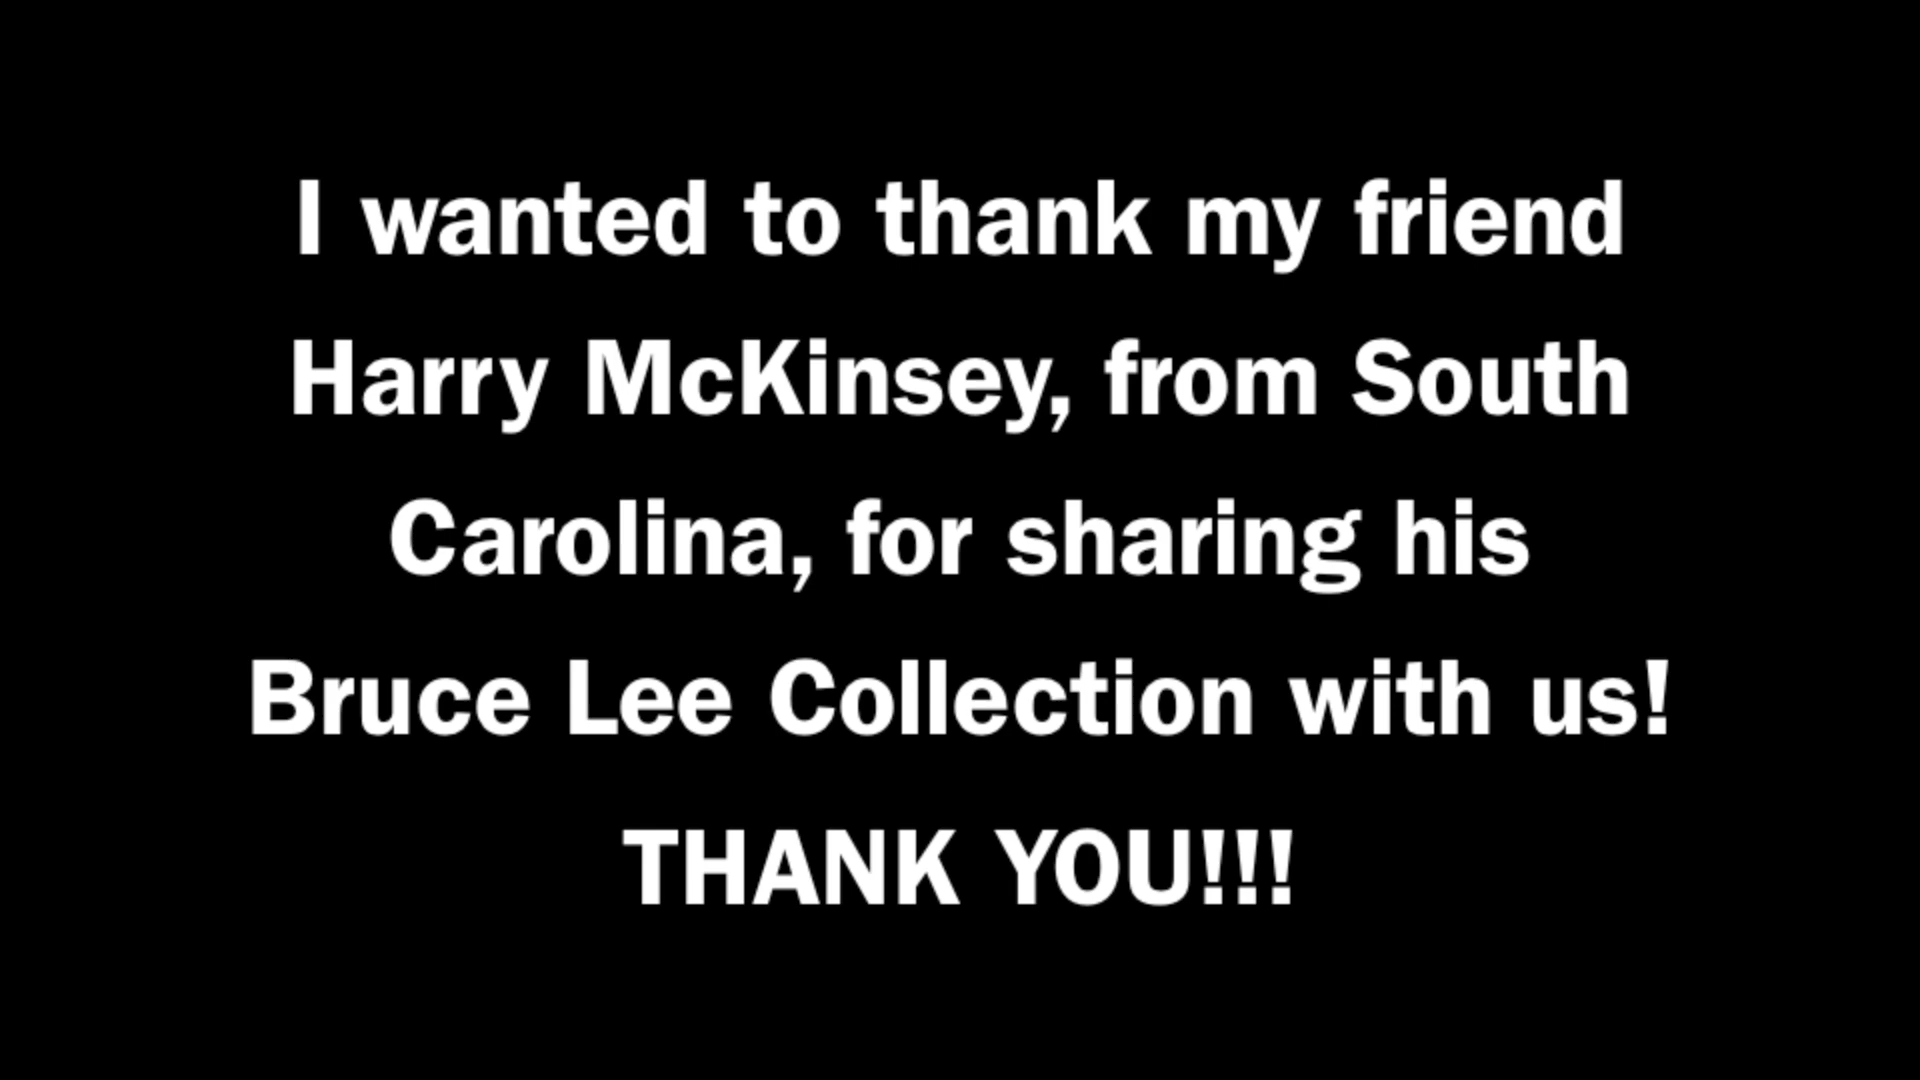 I wanted to thank my friend
Harry McKinsey, from South
Carolina, for sharing his
Bruce Lee Collection with us!
THANK YOU!!!